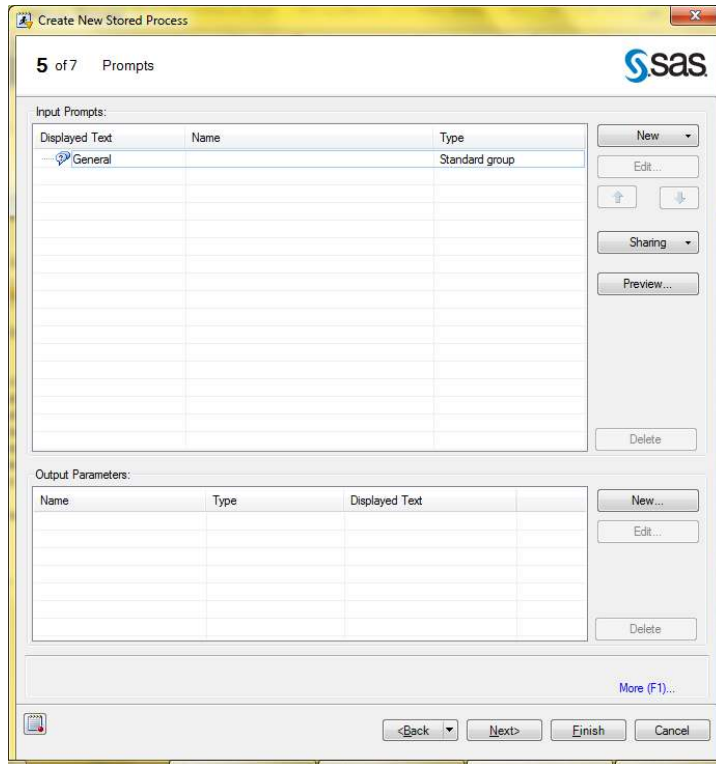 Create New Stored Process
5 of 7 Prompts
sas
Input Prompts:
Displayed Text Name Type
General Standard group
New
Edit...
Sharing
Preview...
Delete
Output Parameters:
Name Type Displayed Text
New...
Edit...
Delete
More (F1)...
<Back Next> Finish Cancel